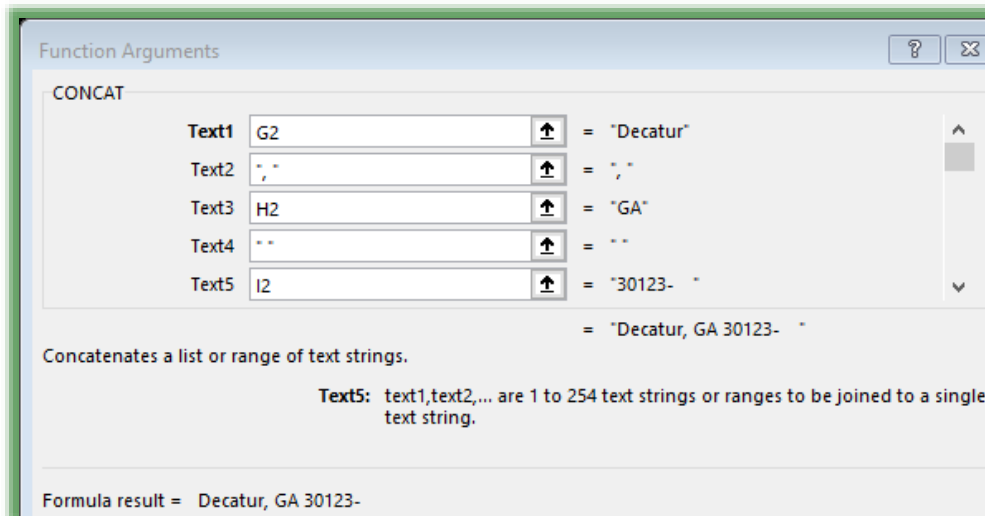 Function Arguments
CONCAT
Text1 G2 = "Decatur"
Text2 ", " = ", "
Text3 H2 = "GA"
Text4 " " = " "
Text5 I2 = "30123-    "
= "Decatur, GA 30123-    "
Concatenates a list or range of text strings.
Text5: text1,text2,... are 1 to 254 text strings or ranges to be joined to a single
text string.
Formula result = Decatur, GA 30123-